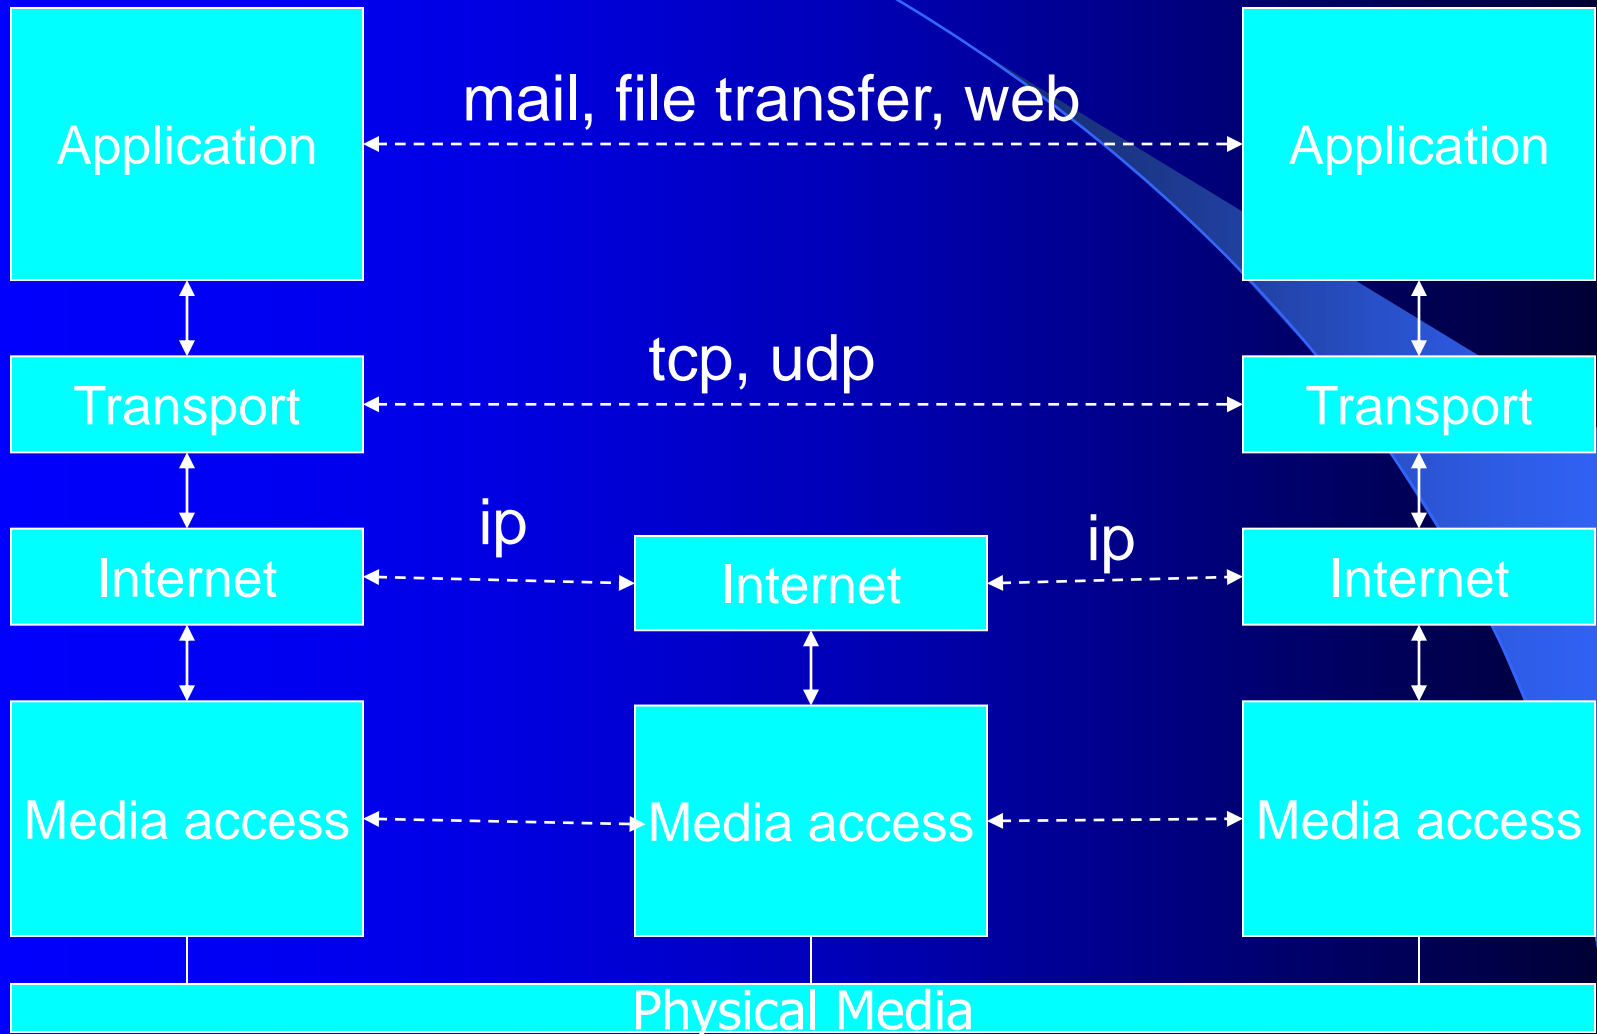 mail, file transfer, web
Application
Application
tcp, udp
Transport
Transport
ip
ip
Internet
Internet
Internet
Media access
Media access
Media access
Physical Media